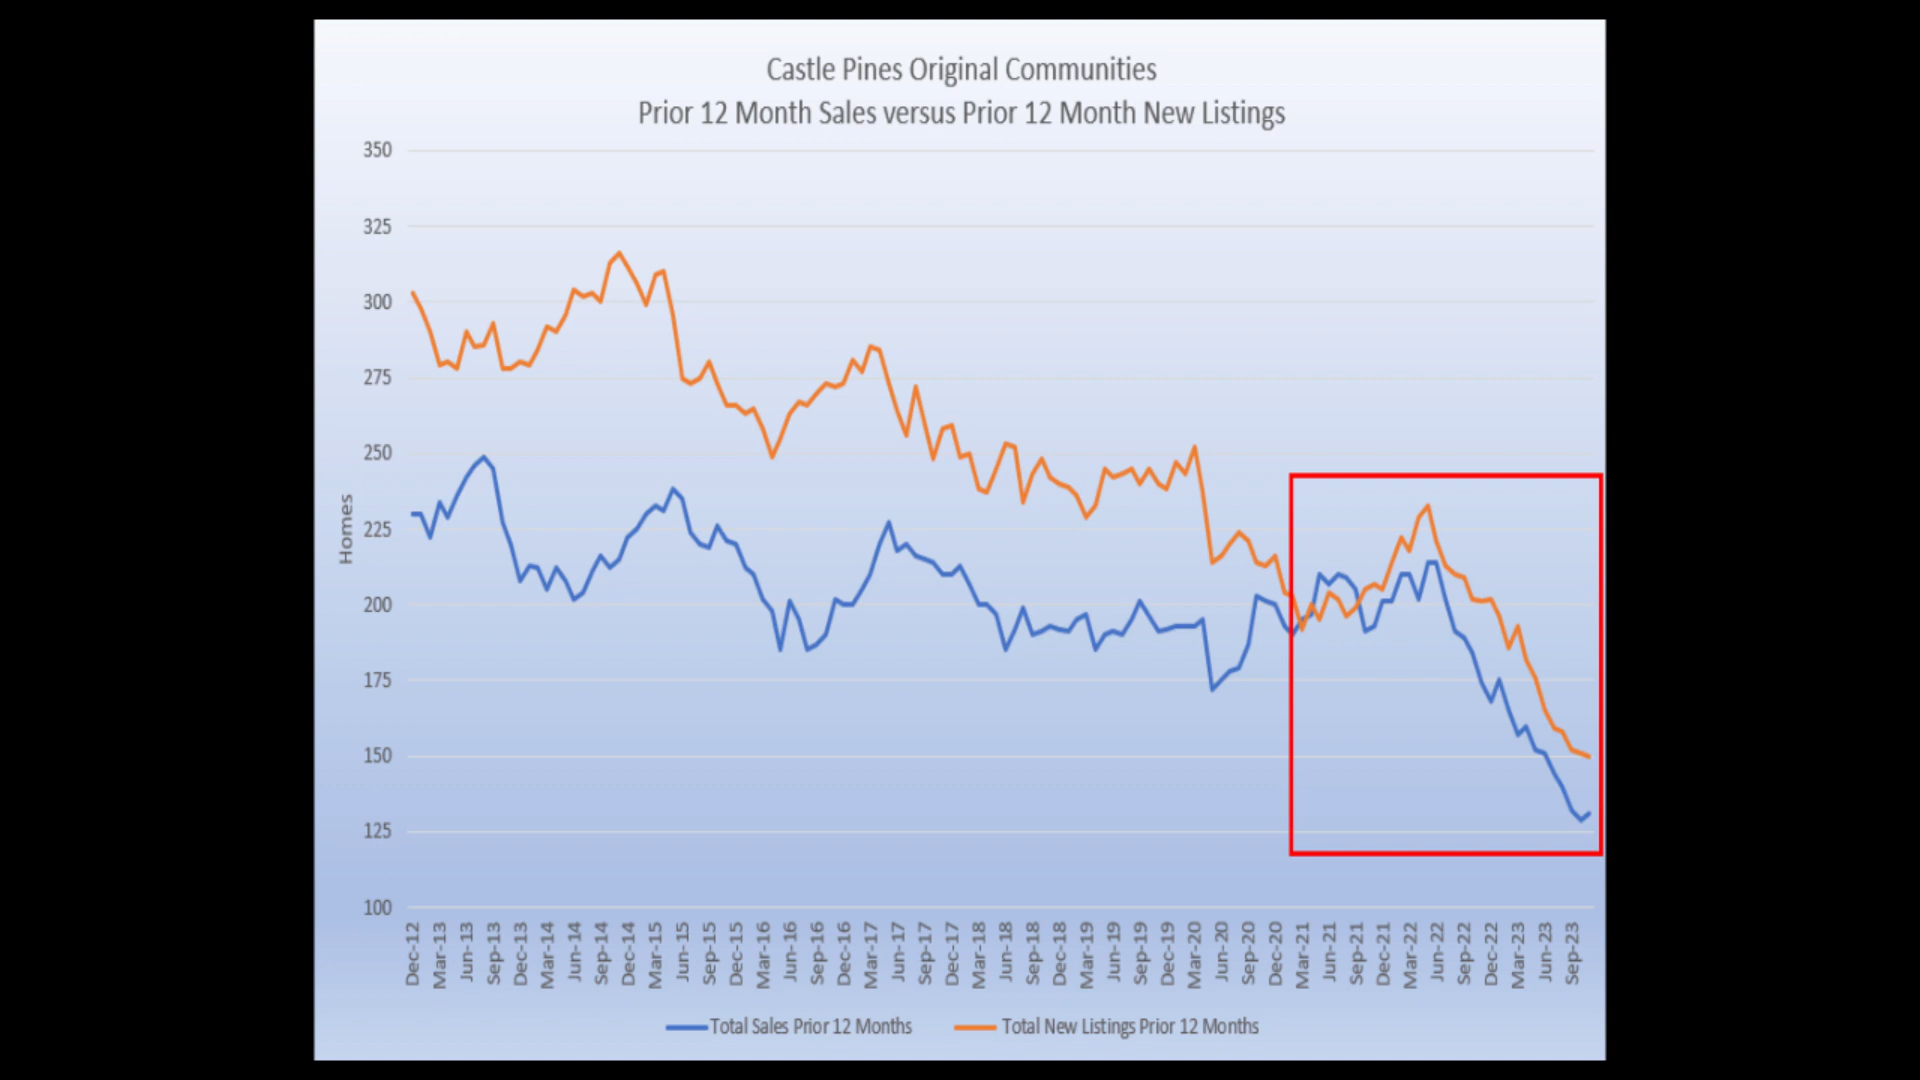 Castle Pines Original Communities
Prior 12 Month Sales versus Prior 12 Month New Listings
350
325
300
275
250
225
200
175
150
125
100
Homes
Dec-12
Mar-13
Jun-13
Sep-13
Dec-13
Mar-14
Jun-14
Sep-14
Dec-14
Mar-15
Jun-15
Sep-15
Dec-15
Mar-16
Jun-16
Sep-16
Dec-16
Mar-17
Jun-17
Sep-17
Dec-17
Mar-18
Jun-18
Sep-18
Dec-18
Mar-19
Jun-19
Sep-19
Dec-19
Mar-20
Jun-20
Sep-20
Dec-20
Mar-21
Jun-21
Sep-21
Dec-21
Mar-22
Jun-22
Sep-22
Dec-22
Mar-23
Jun-23
Sep-23
Total Sales Prior 12 Months
Total New Listings Prior 12 Months